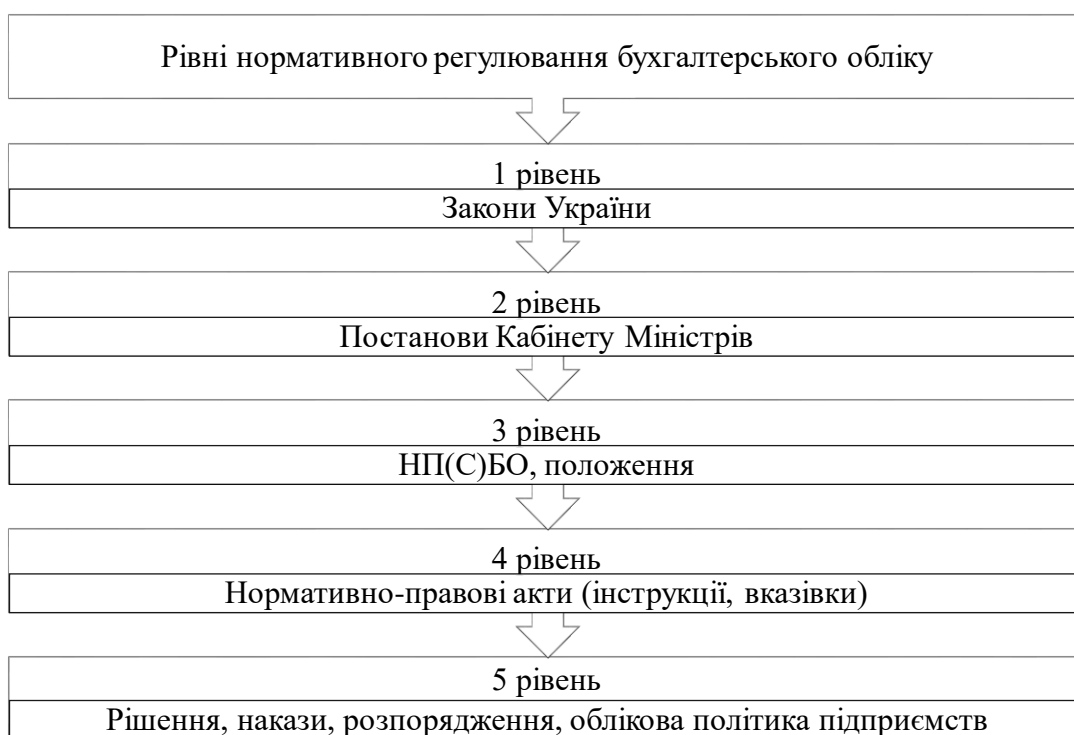 Рівні нормативного регулювання бухгалтерського обліку
1 рівень
Закони України
2 рівень
Постанови Кабінету Міністрів
3 рівень
НП(С)БО, положення
4 рівень
Нормативно-правові акти (інструкції, вказівки)
5 рівень
Рішення, накази, розпорядження, облікова політика підприємств